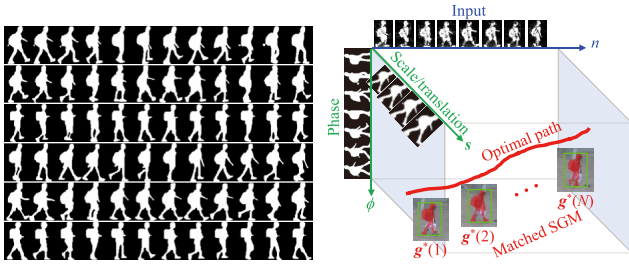 Input
n
Scale/translation
s
Phase
ϕ
Optimal path
g*(1)
g*(2)
g*(N)
Matched SGM